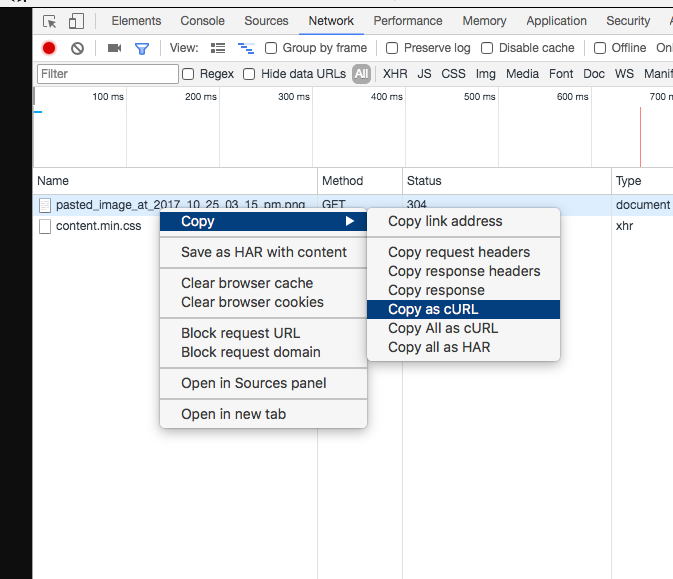 Elements Console Sources Network Performance Memory Application Security
View: Group by frame Preserve log Disable cache Offline Onl
Filter Regex Hide data URLs All XHR JS CSS Img Media Font Doc WS Manif
100 ms 200 ms 300 ms 400 ms 500 ms 600 ms 700 m
Name Method Status Type
pasted_image_at_2017_10_25_03_15_pm.png GET 304 document
content.min.css xhr
Copy
Save as HAR with content
Clear browser cache
Clear browser cookies
Block request URL
Block request domain
Open in Sources panel
Open in new tab
Copy link address
Copy request headers
Copy response headers
Copy response
Copy as cURL
Copy All as cURL
Copy all as HAR